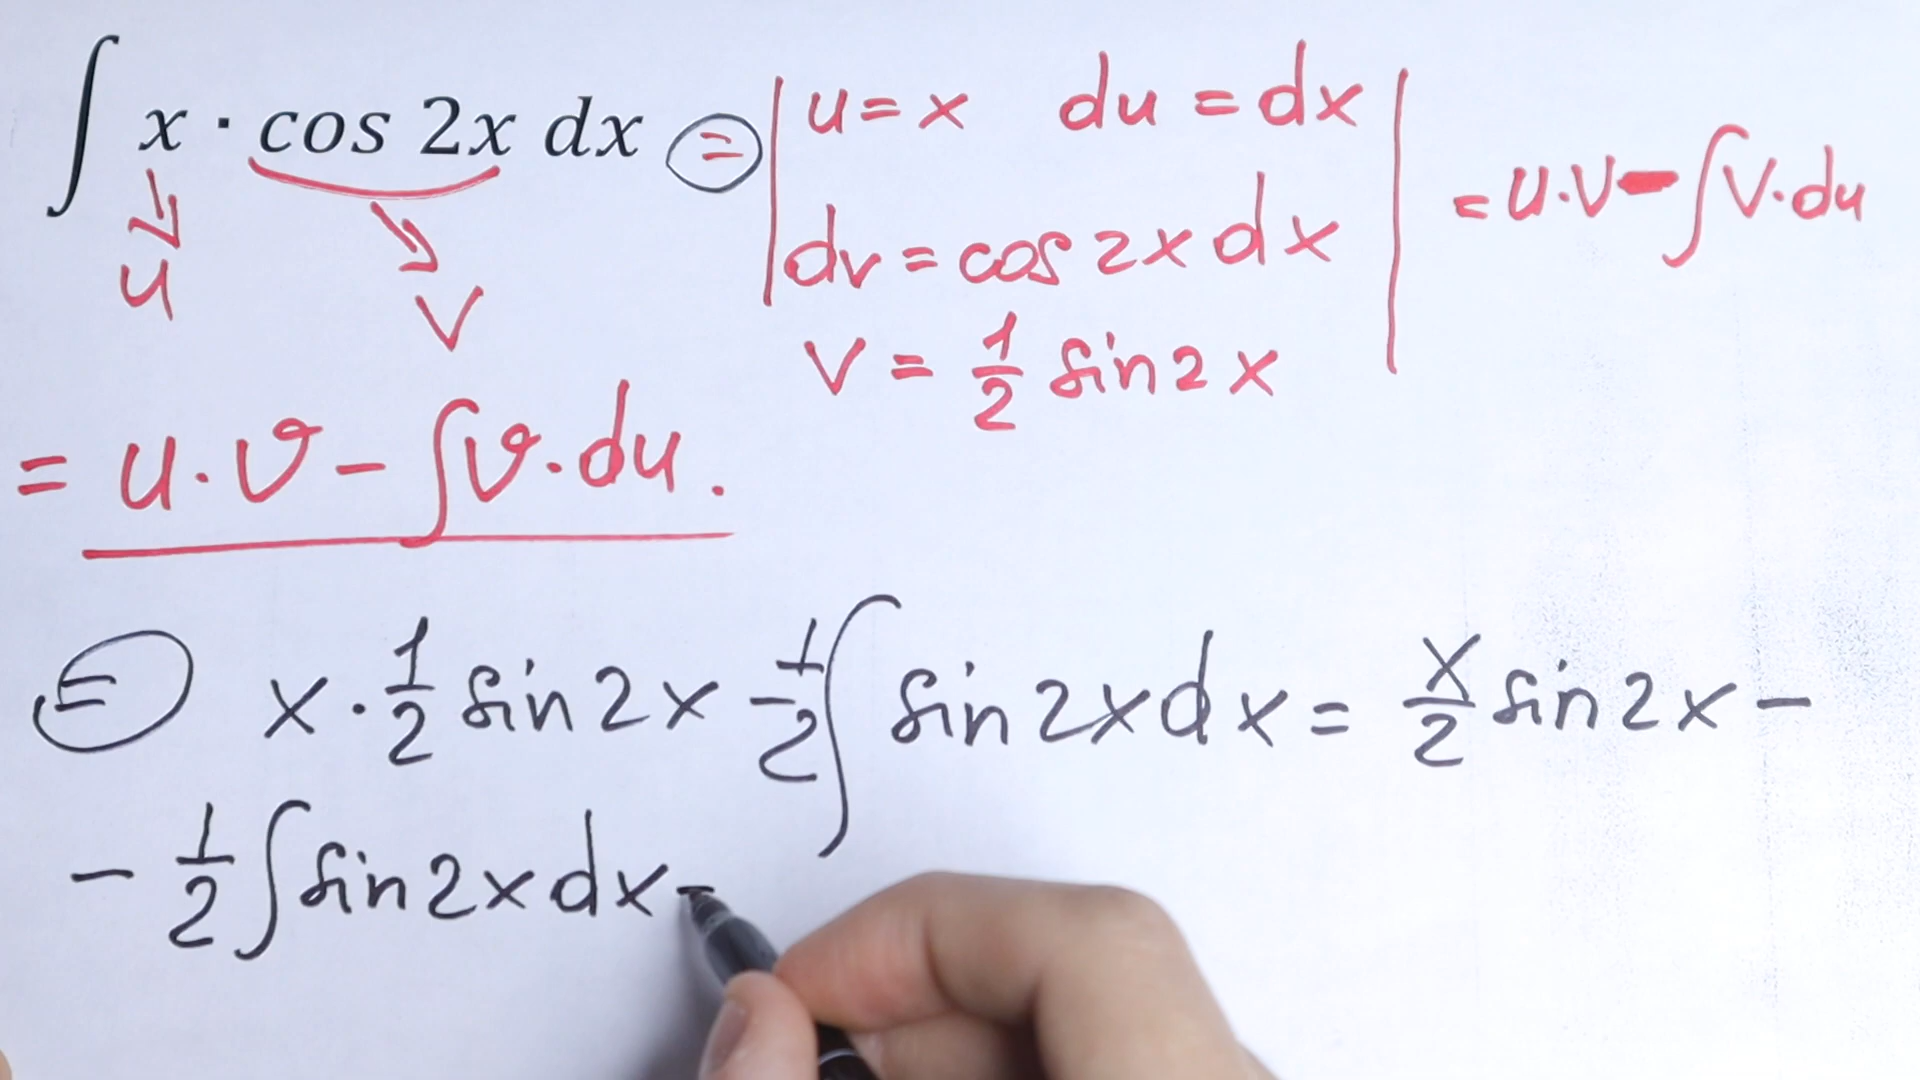 ∫ x · cos 2x dx = | u = x du = dx | = u·v - ∫ v·du
dv = cos 2x dx
u
v
v = 1/2 sin 2x
= u·v - ∫ v·du.
= x · 1/2 sin 2x - 1/2 ∫ sin 2x dx = x/2 sin 2x -
- 1/2 ∫ sin 2x dx -